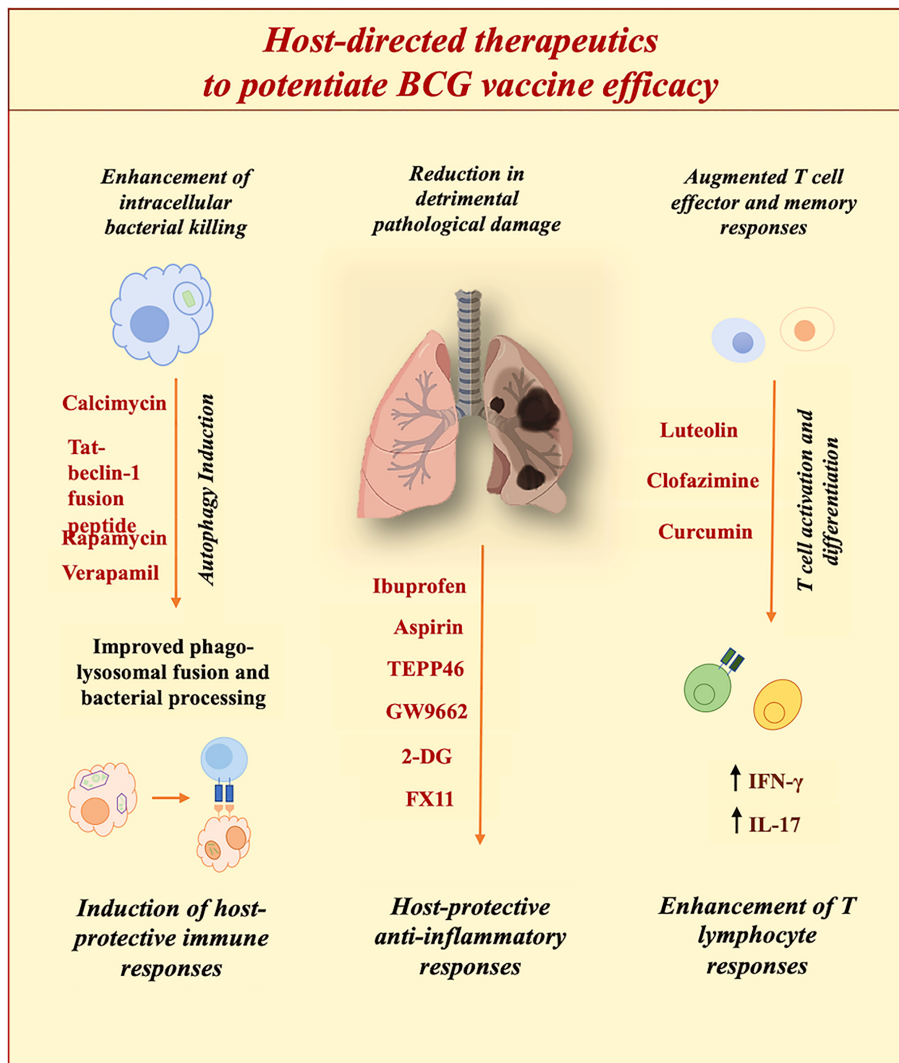 Host-directed therapeutics
to potentiate BCG vaccine efficacy
Enhancement of
intracellular
bacterial killing
Calcimycin
Tat-
beclin-1
fusion
peptide
Rapamycin
Verapamil
Autophagy Induction
Improved phago-
lysosomal fusion and
bacterial processing
Induction of host-
protective immune
responses
Reduction in
detrimental
pathological damage
Ibuprofen
Aspirin
TEPP46
GW9662
2-DG
FX11
Host-protective
anti-inflammatory
responses
Augmented T cell
effector and memory
responses
Luteolin
Clofazimine
Curcumin
T cell activation and
differentiation
↑ IFN-γ
↑ IL-17
Enhancement of T
lymphocyte
responses